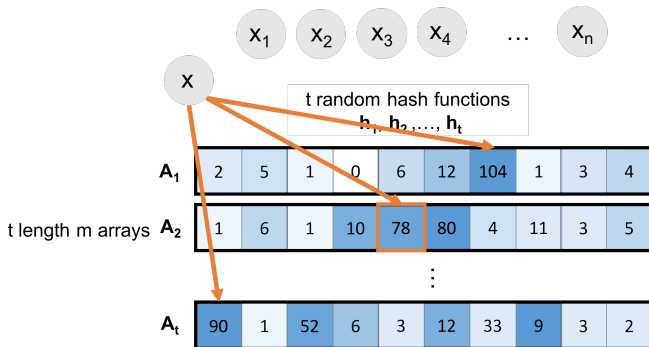 x₁ x₂ x₃ x₄ … xₙ
x
t random hash functions
h₁, h₂ ,…, hₜ
A₁ 2 5 1 0 6 12 104 1 3 4
t length m arrays A₂ 1 6 1 10 78 80 4 11 3 5
⋮
Aₜ 90 1 52 6 3 12 33 9 3 2